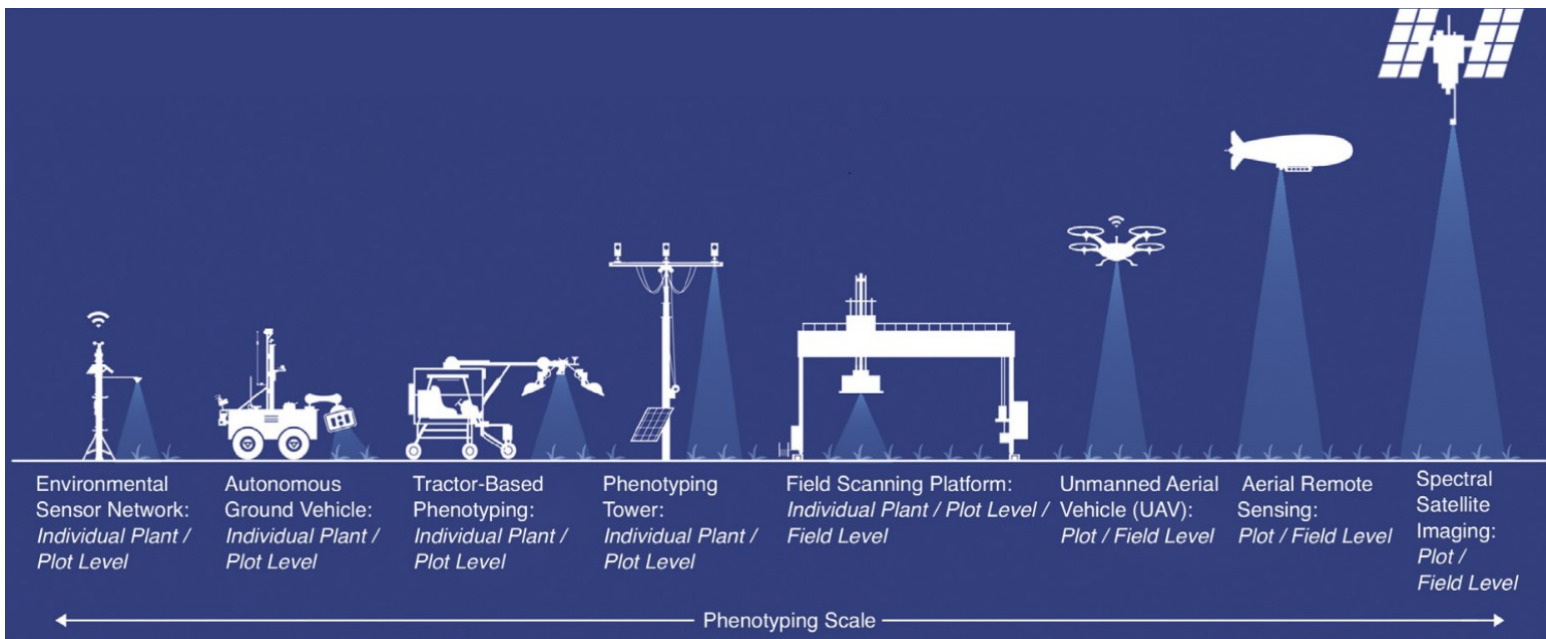 Environmental
Sensor Network:
Individual Plant /
Plot Level
Autonomous
Ground Vehicle:
Individual Plant /
Plot Level
Tractor-Based
Phenotyping:
Individual Plant /
Plot Level
Phenotyping
Tower:
Individual Plant /
Plot Level
Field Scanning Platform:
Individual Plant / Plot Level /
Field Level
Unmanned Aerial
Vehicle (UAV):
Plot / Field Level
Aerial Remote
Sensing:
Plot / Field Level
Spectral
Satellite
Imaging:
Plot /
Field Level
Phenotyping Scale